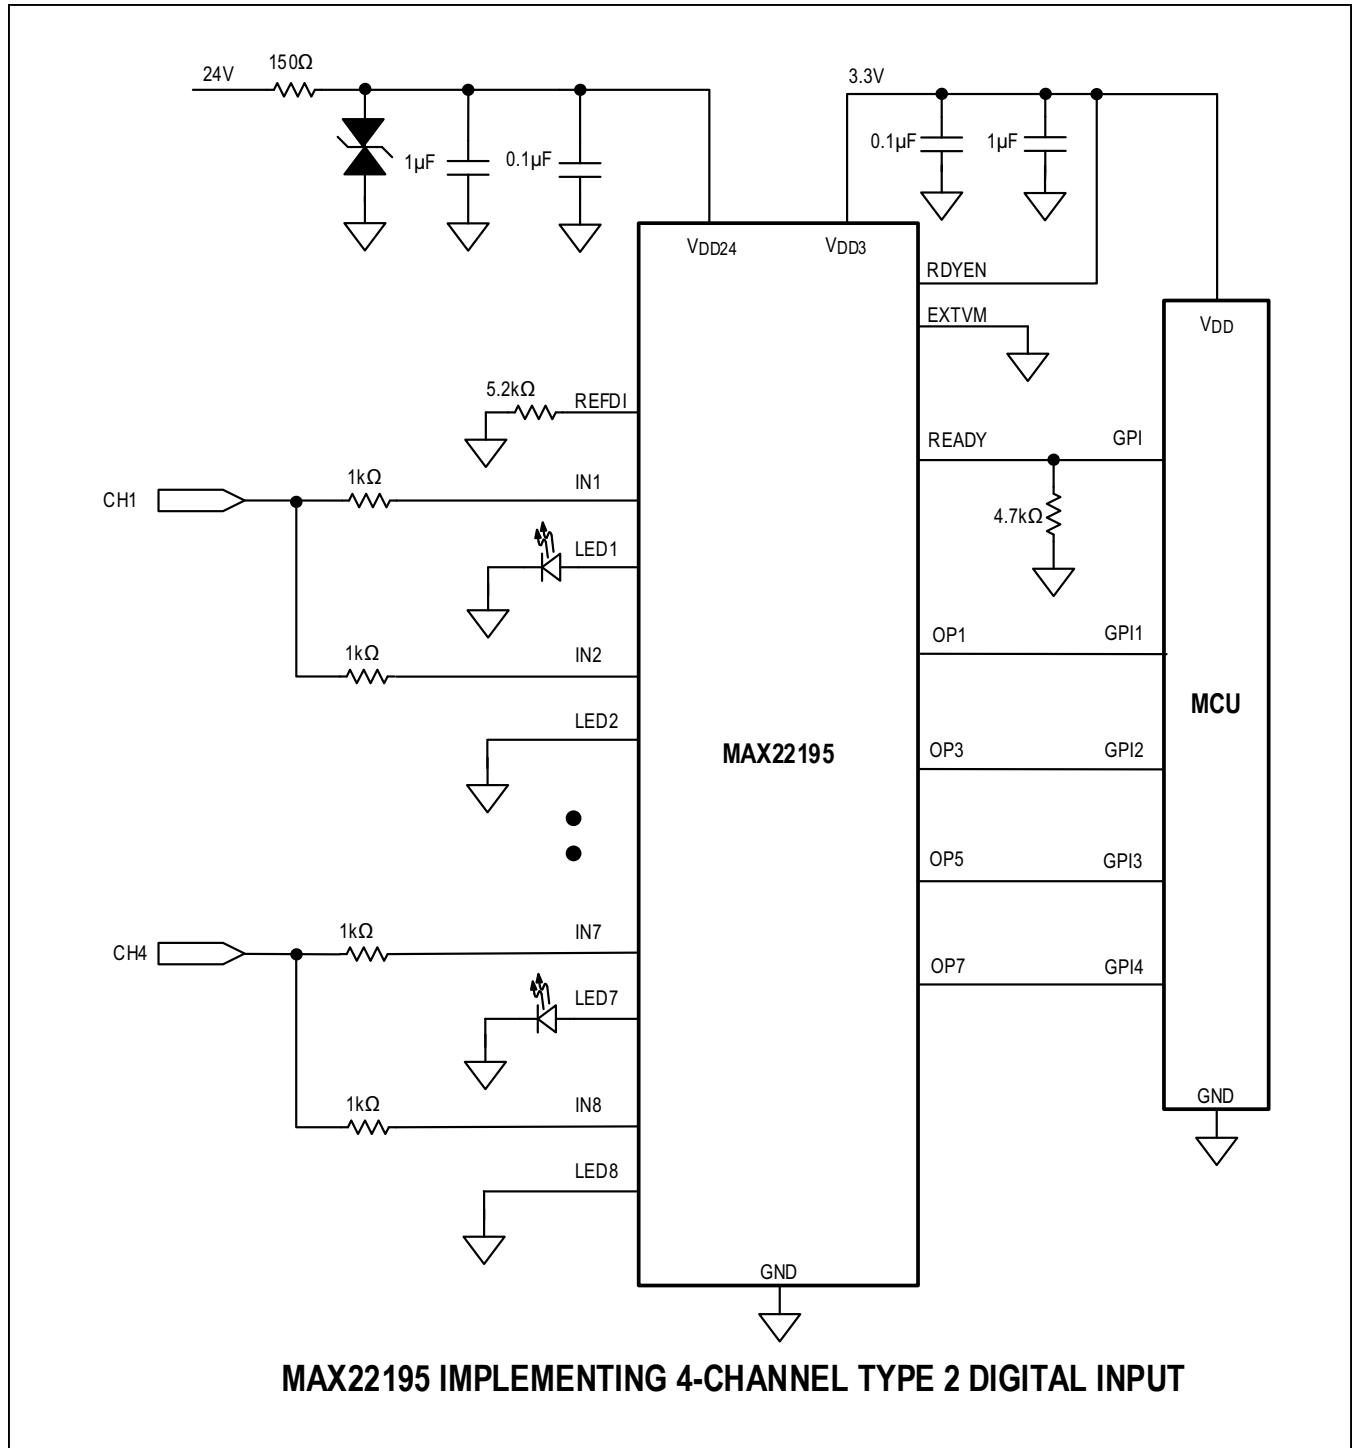 24V
150Ω
3.3V
1µF
0.1µF
0.1µF
1µF
VDD24
VDD3
RDYEN
EXTVM
VDD
5.2kΩ
REFDI
READY
GPI
CH1
1kΩ
IN1
4.7kΩ
LED1
OP1
GPI1
1kΩ
IN2
LED2
MCU
MAX22195
OP3
GPI2
OP5
GPI3
CH4
1kΩ
IN7
OP7
GPI4
LED7
1kΩ
IN8
GND
LED8
GND
MAX22195 IMPLEMENTING 4-CHANNEL TYPE 2 DIGITAL INPUT